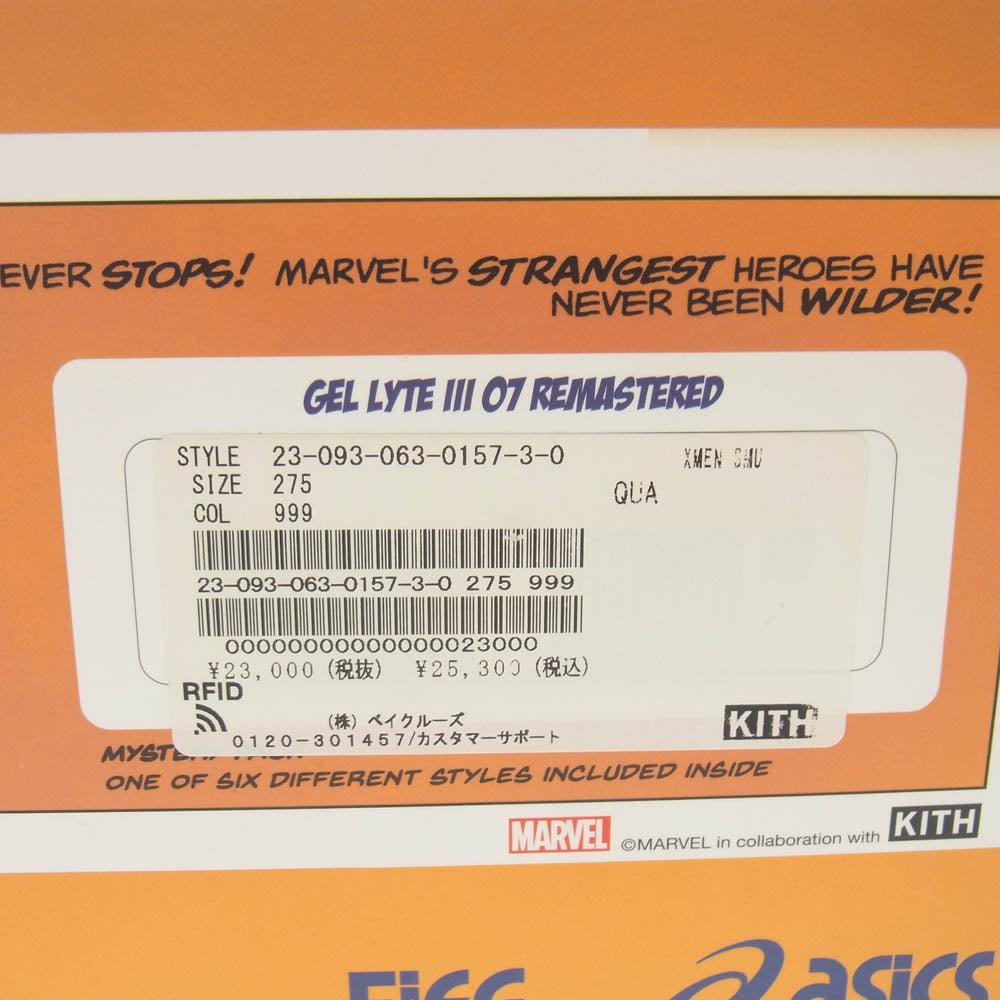 EVER STOPS! MARVEL'S STRANGEST HEROES HAVE
NEVER BEEN WILDER!
GEL LYTE III 07 REMASTERED
STYLE 23-093-063-0157-3-0 XMEN SMU
SIZE 275 QUA
COL 999
23-093-063-0157-3-0 275 999
00000000000000000023000
¥23,000 (税抜) ¥25,300 (税込)
RFID
(株) ベイクルーズ
0120-301457/カスタマーサポート
KITH
ONE OF SIX DIFFERENT STYLES INCLUDED INSIDE
MARVEL ©MARVEL in collaboration with KITH
asics